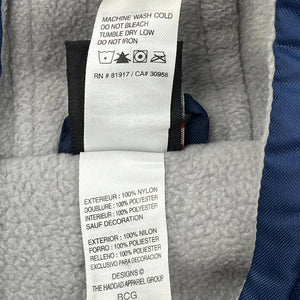 MACHINE WASH COLD
DO NOT BLEACH
TUMBLE DRY LOW
DO NOT IRON
RN # 81917 / CA# 30958
EXTERIEUR : 100% NYLON
DOUBLURE : 100% POLYESTER
INTERIEUR : 100% POLYESTER
SAUF DECORATION
EXTERIOR : 100% NILON
FORRO : 100% POLYESTER
RELLENO : 100% POLYESTER
EXCLUSIVO PARA DECORACION
DESIGNS ©
THE HADDAD APPAREL GROUP
BCG